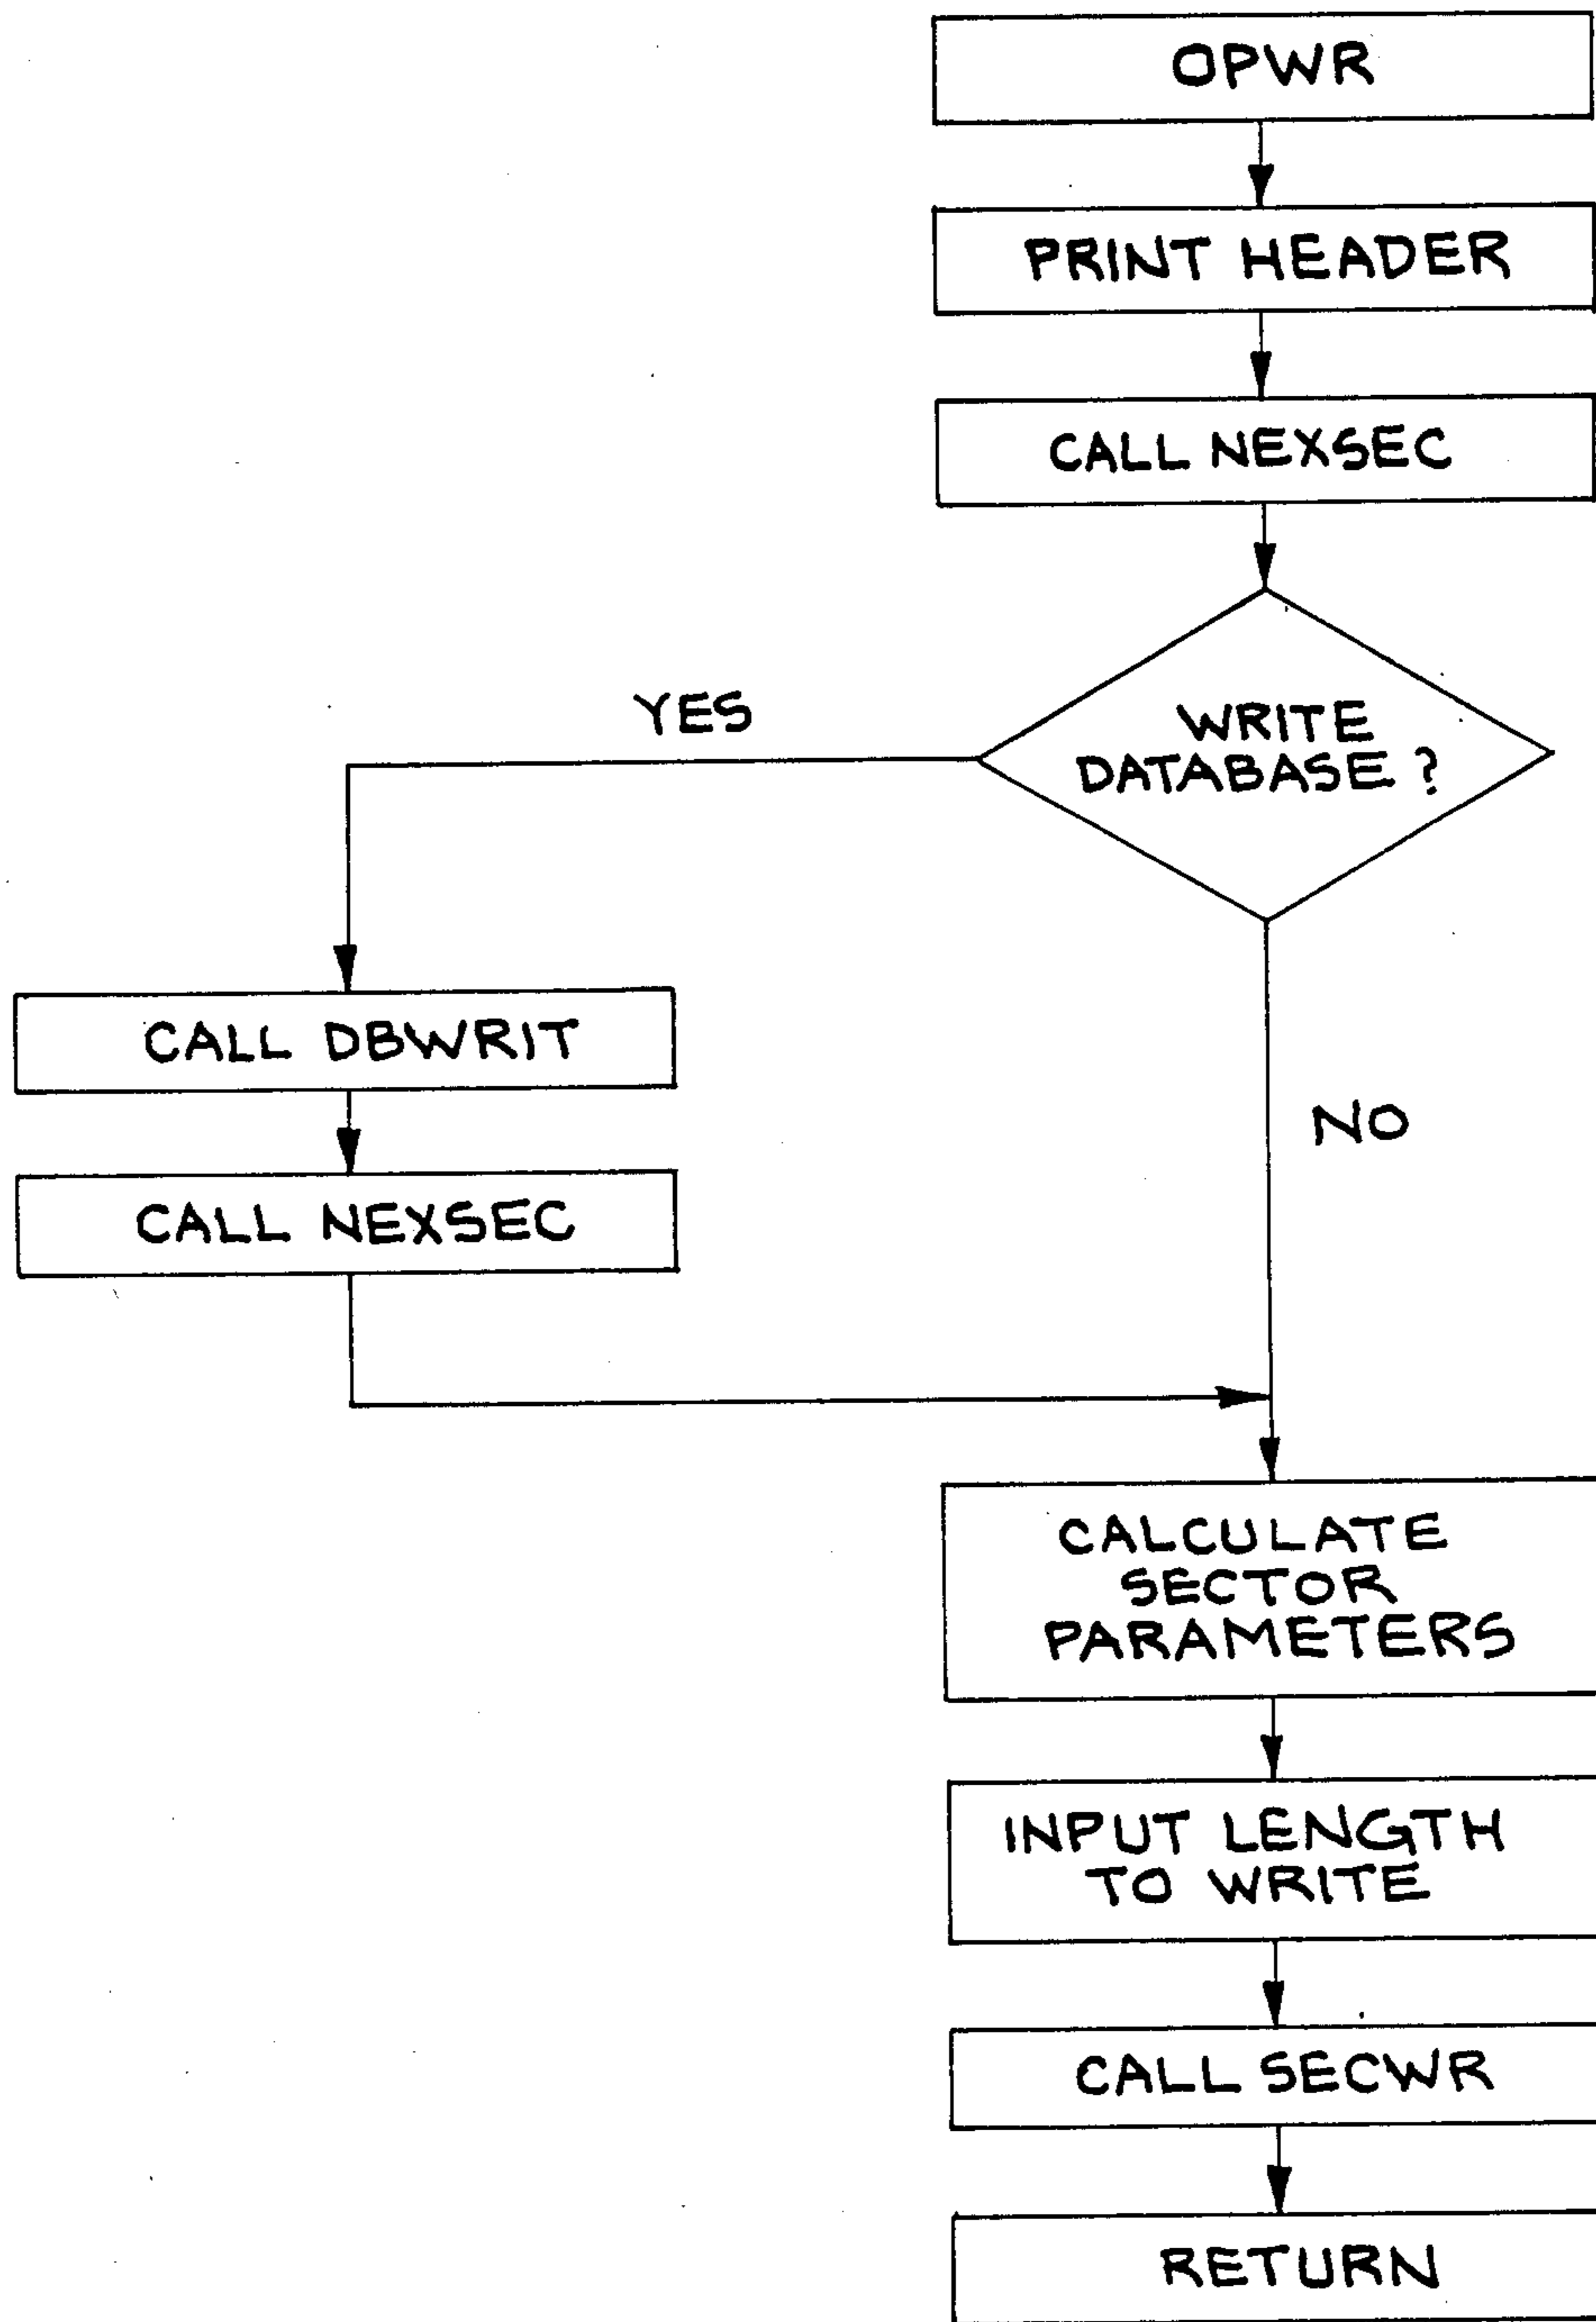 OPWR
PRINT HEADER
CALL NEXSEC
WRITE
DATABASE ?
YES
CALL DBWRIT
NO
CALL NEXSEC
CALCULATE
SECTOR
PARAMETERS
INPUT LENGTH
TO WRITE
CALL SECWR
RETURN